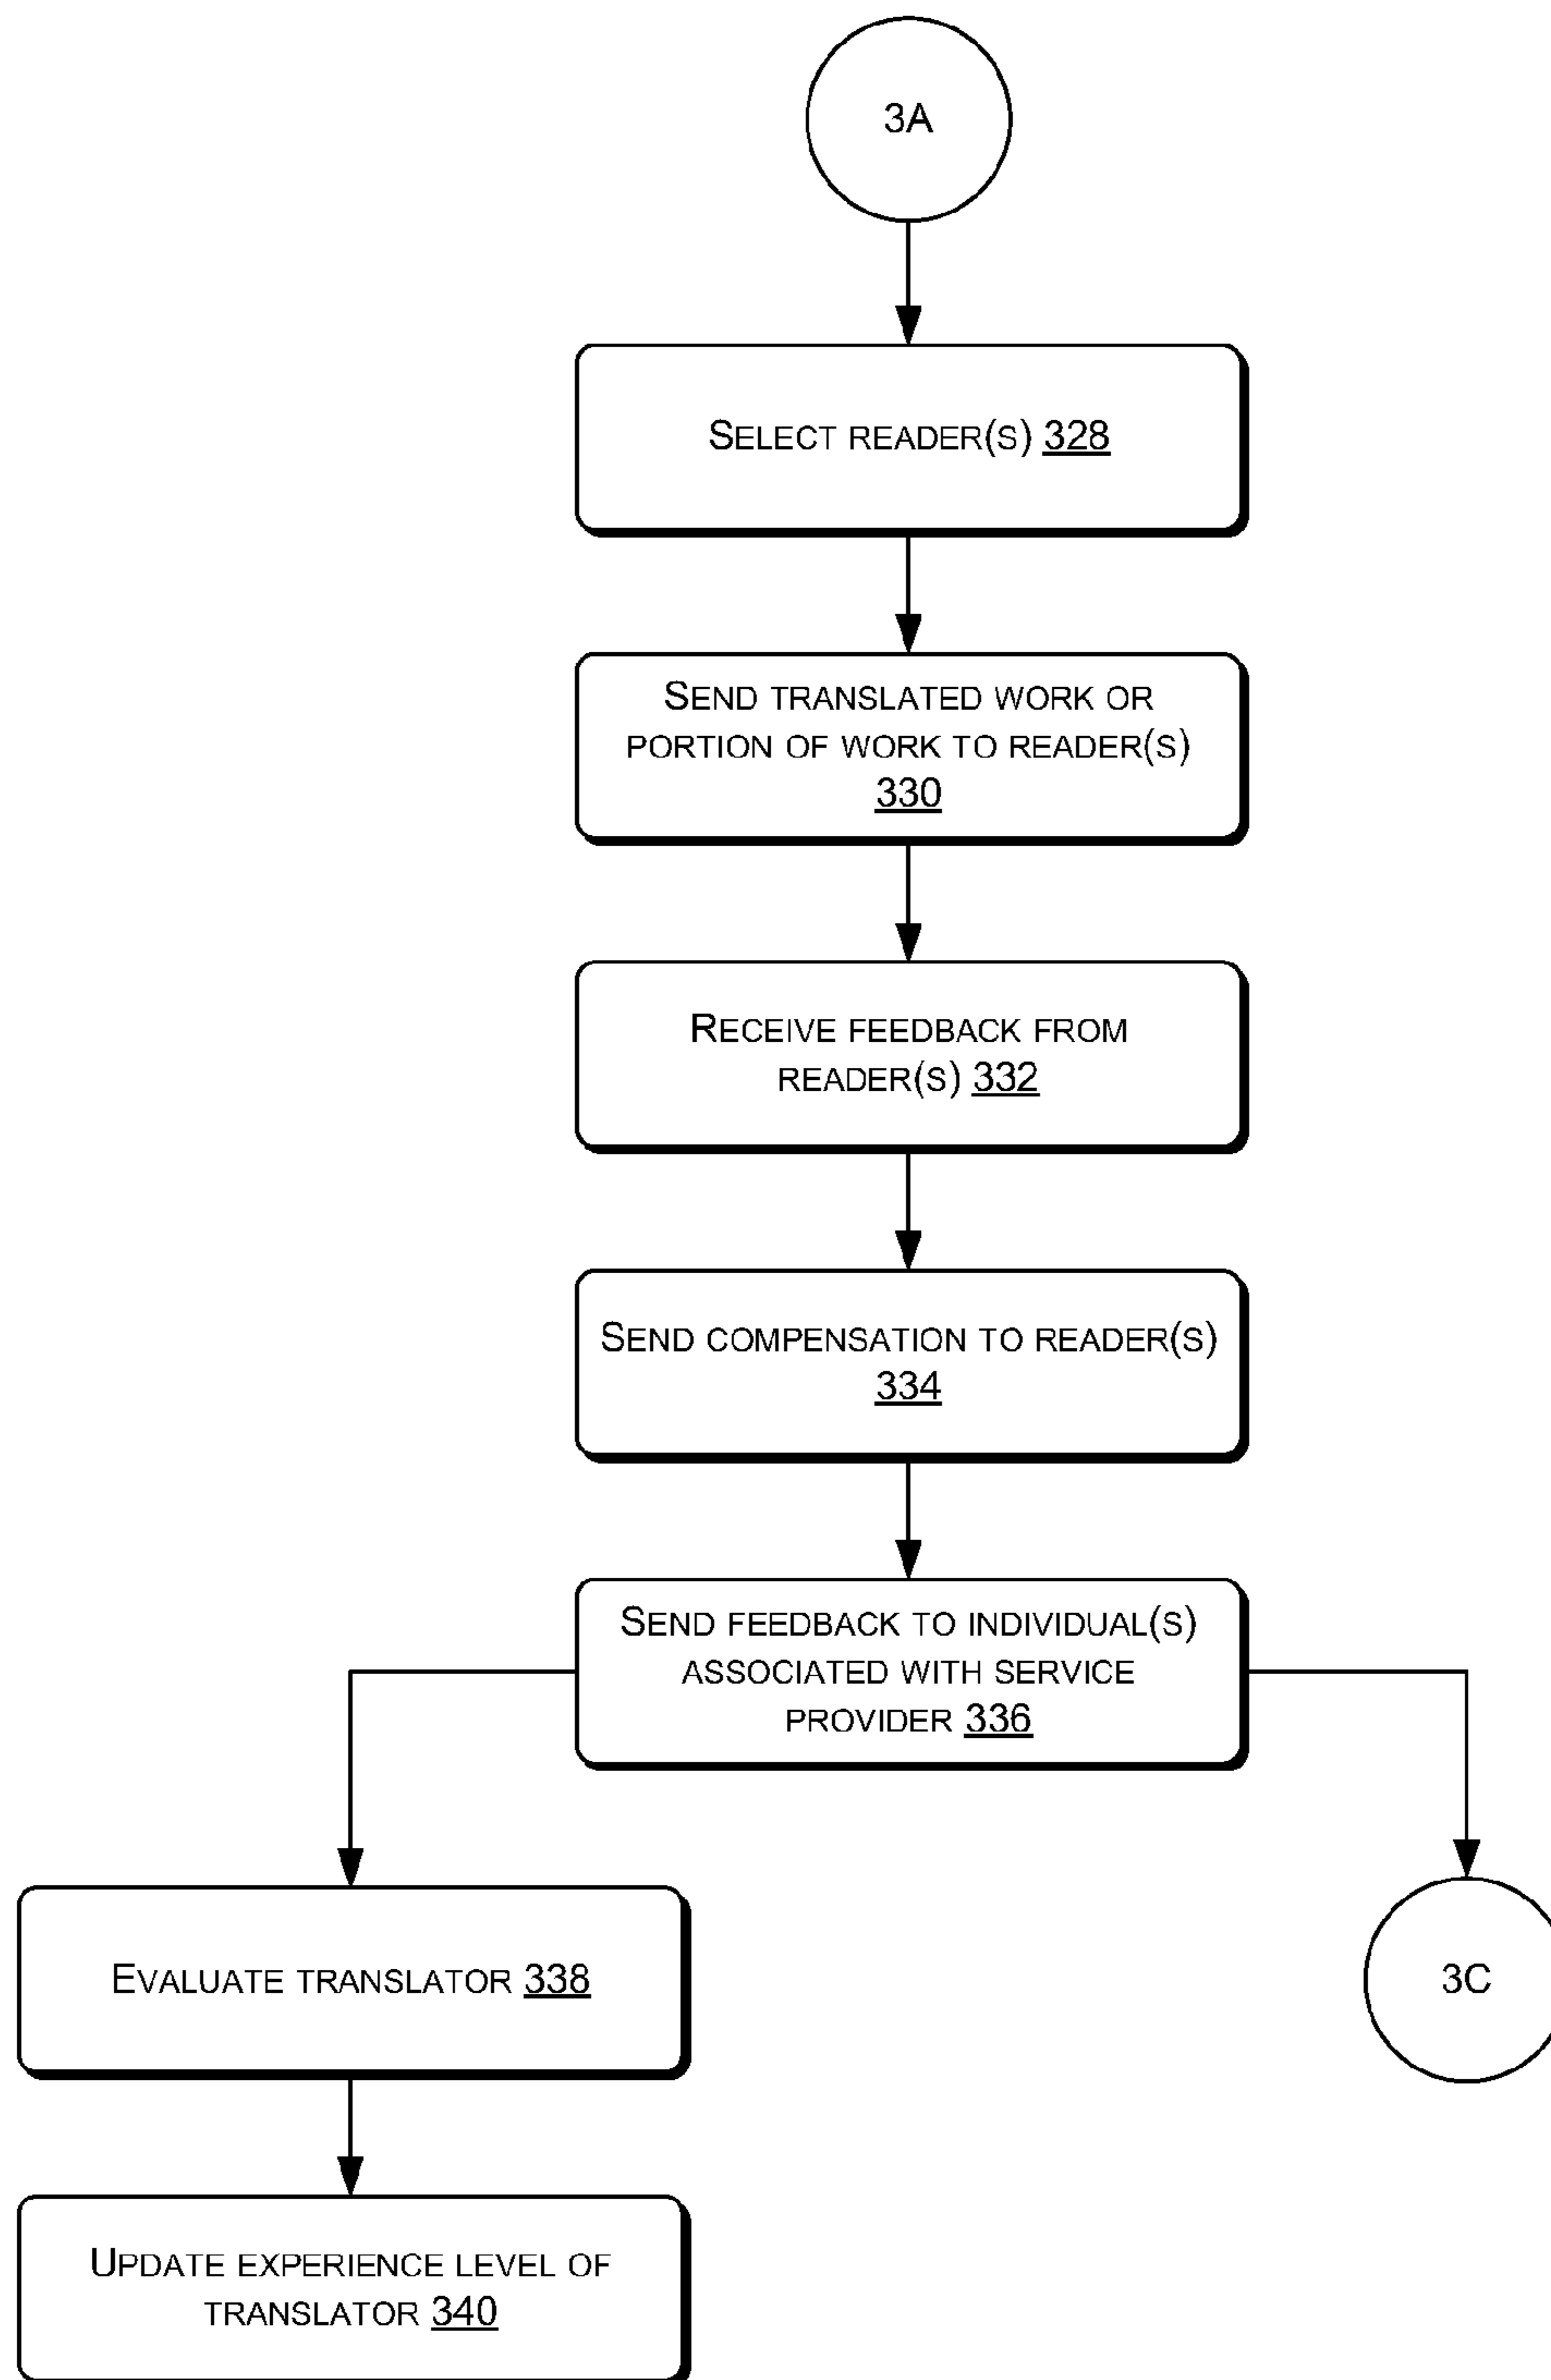 3A
SELECT READER(S) 328
SEND TRANSLATED WORK OR
PORTION OF WORK TO READER(S)
330
RECEIVE FEEDBACK FROM
READER(S) 332
SEND COMPENSATION TO READER(S)
334
SEND FEEDBACK TO INDIVIDUAL(S)
ASSOCIATED WITH SERVICE
PROVIDER 336
EVALUATE TRANSLATOR 338
3C
UPDATE EXPERIENCE LEVEL OF
TRANSLATOR 340